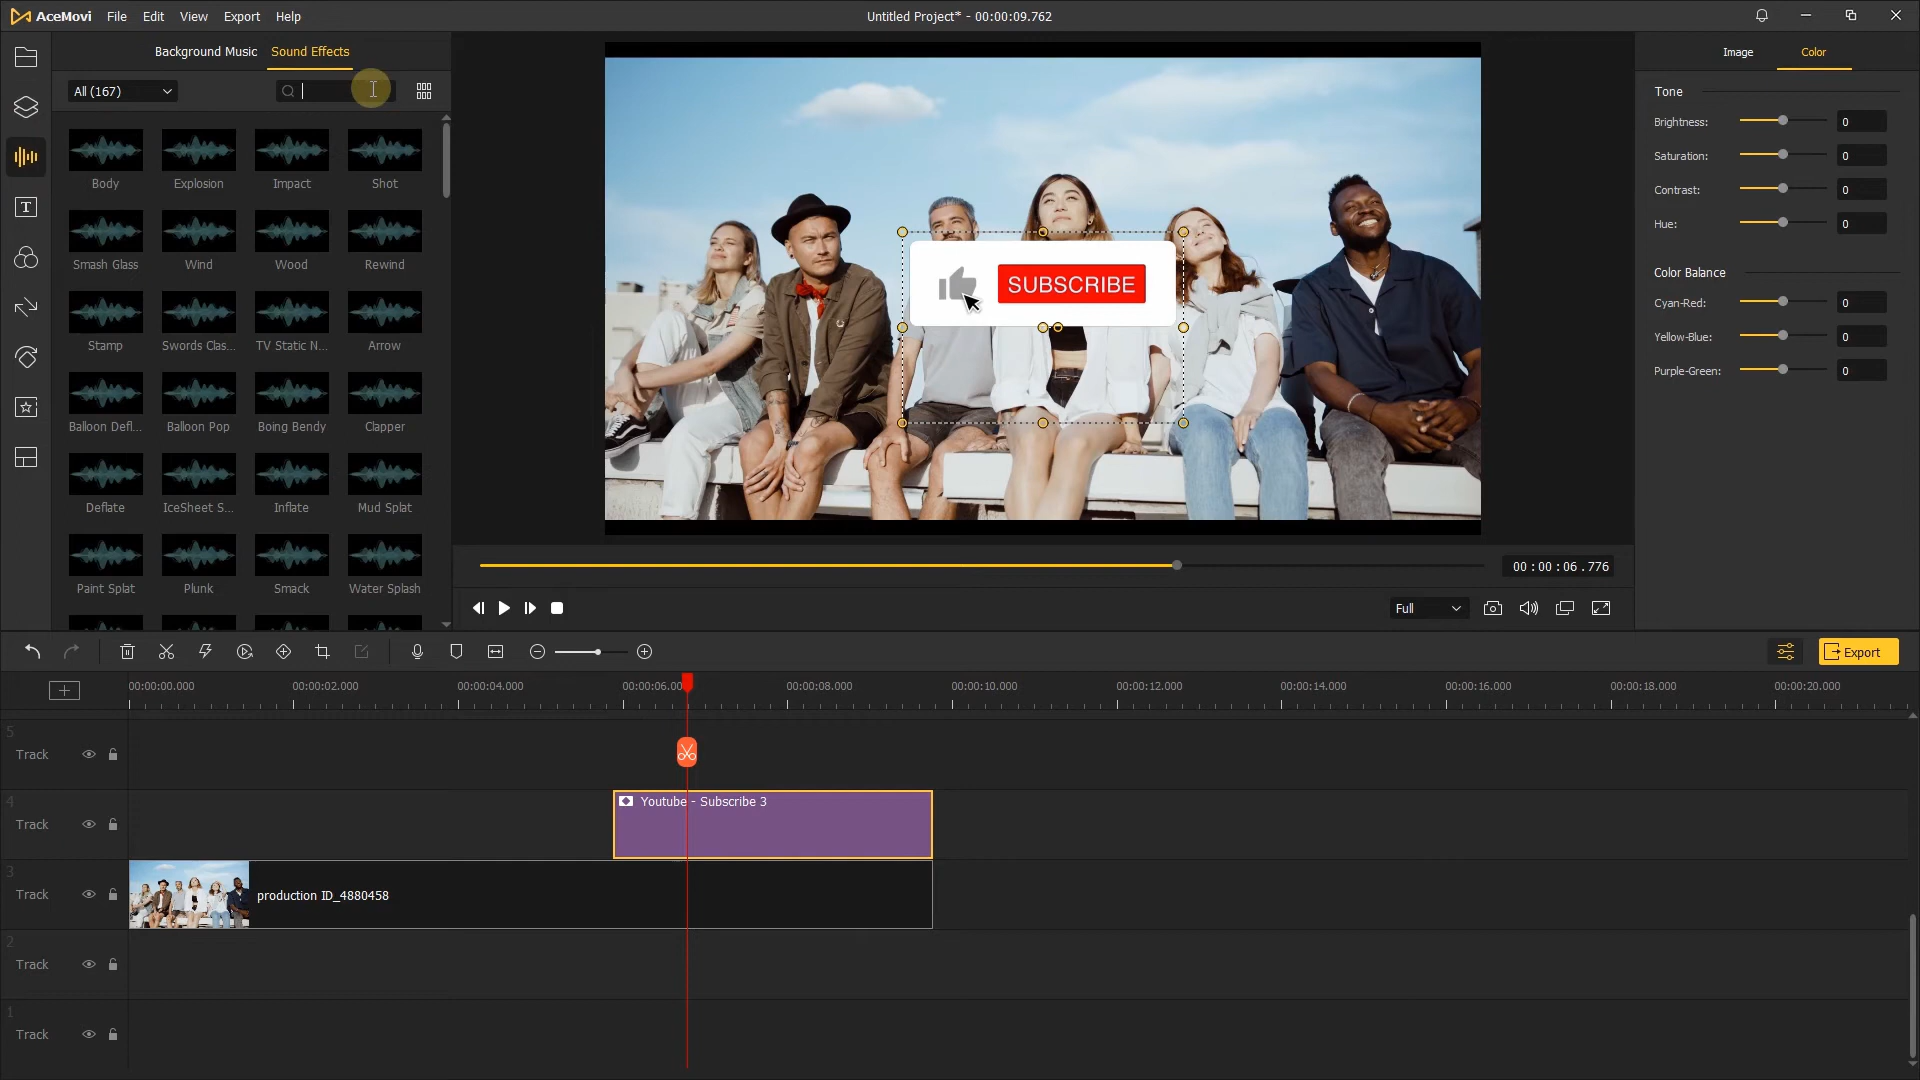 AceMovi File Edit View Export Help
Untitled Project* - 00:00:09.762
Background Music Sound Effects
All (167)
Body Explosion Impact Shot
Smash Glass Wind Wood Rewind
Stamp Swords Clas... TV Static N... Arrow
Balloon Defl... Balloon Pop Boing Bendy Clapper
Deflate IceSheet S... Inflate Mud Splat
Paint Splat Plunk Smack Water Splash
SUBSCRIBE
00:00:06.776
Full
Image Color
Tone
Brightness: 0
Saturation: 0
Contrast: 0
Hue: 0
Color Balance
Cyan-Red: 0
Yellow-Blue: 0
Purple-Green: 0
Export
00:00:00.000 00:00:02.000 00:00:04.000 00:00:06.00 00:00:08.000 00:00:10.000 00:00:12.000 00:00:14.000 00:00:16.000 00:00:18.000 00:00:20.000
5
Track
4
Track
Youtube - Subscribe 3
3
Track
production ID_4880458
2
Track
1
Track